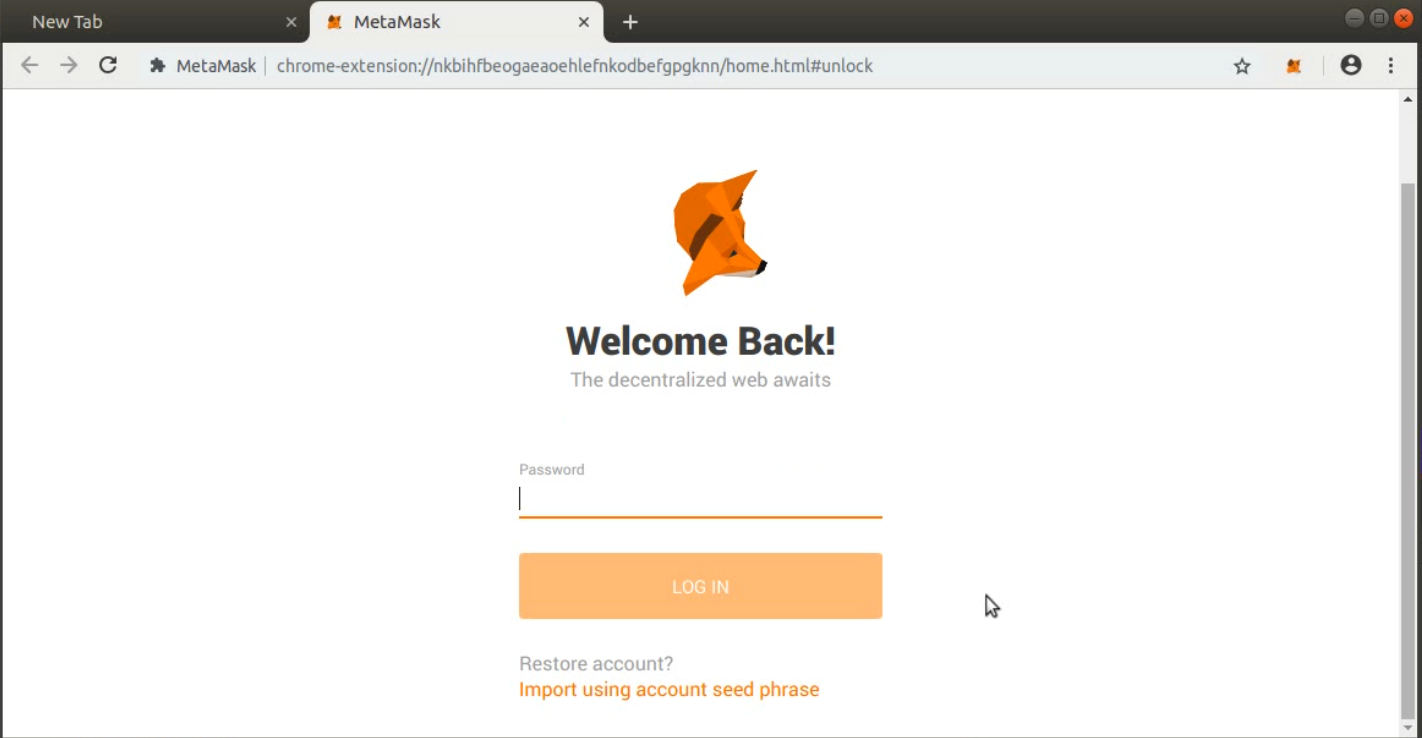 New Tab
MetaMask
MetaMask
chrome-extension://nkbihfbeogaeaoehlefnkodbefgpgknn/home.html#unlock
Welcome Back!
The decentralized web awaits
Password
LOG IN
Restore account?
Import using account seed phrase